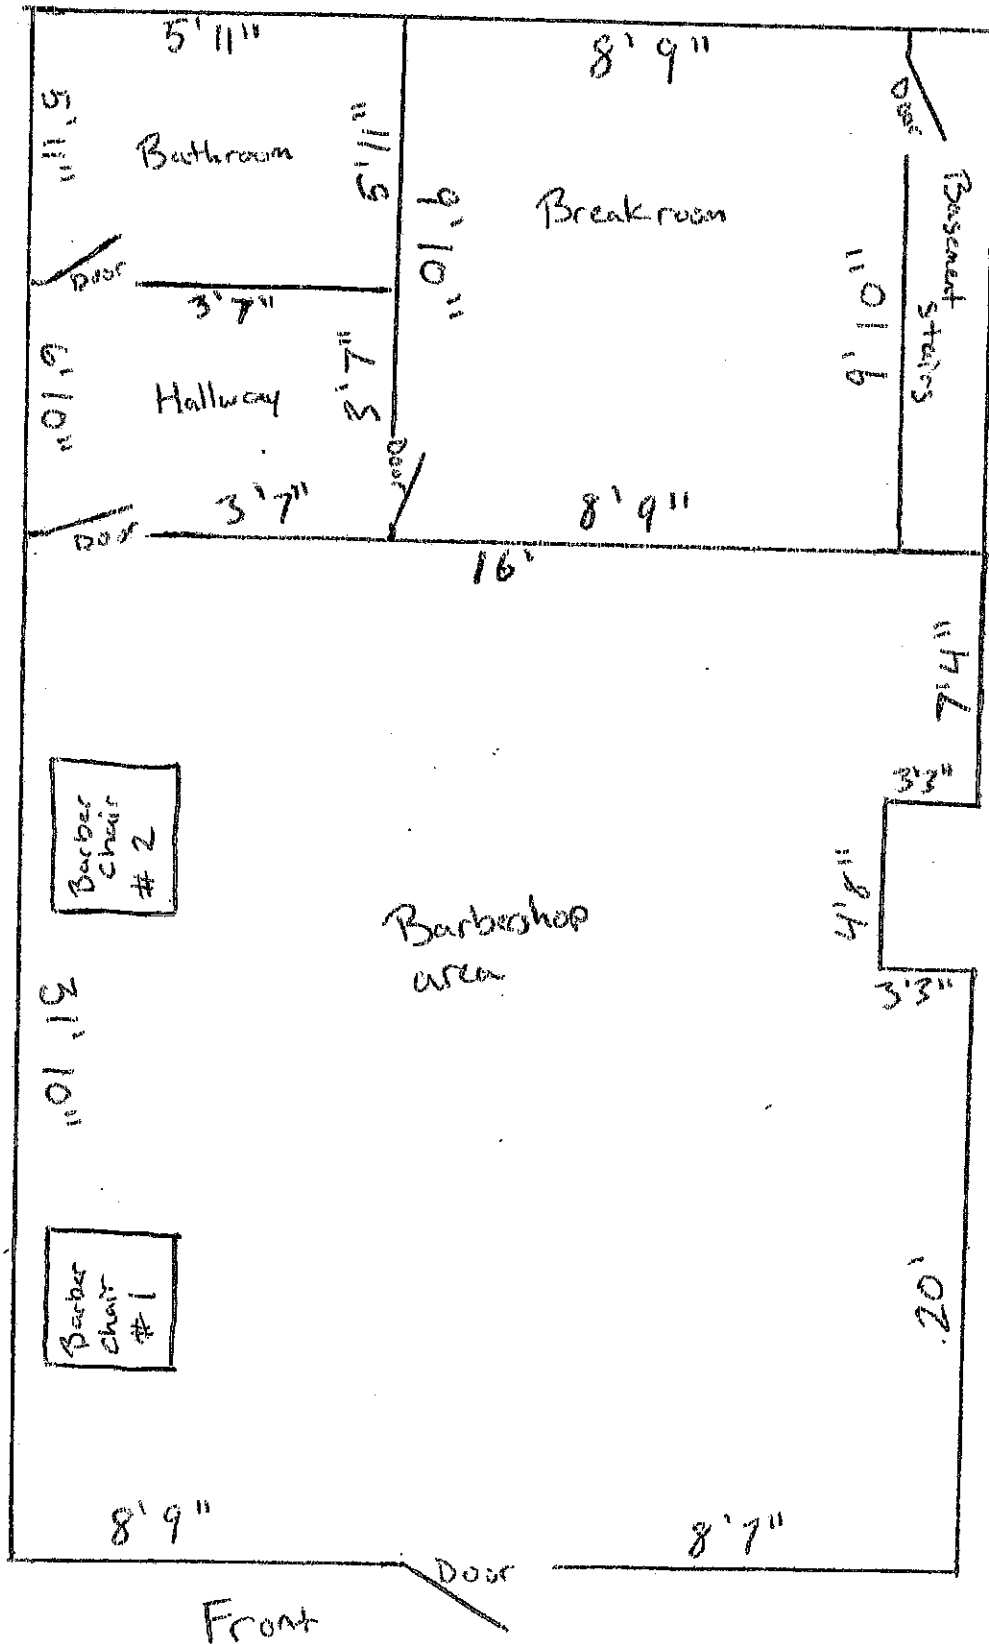 5' 11"
8' 9"
Door
5' 11"
Bathroom
5' 11"
9' 10"
Breakroom
Basement
stairs
Door
3' 7"
9' 10"
6' 10"
Hallway
3' 7"
Door
Door
3' 7"
8' 9"
16'
7' 4"
Barber
chair
# 2
3' 3"
4' 8"
3' 3"
Barbershop
area
31' 10"
20'
Barber
chair
# 1
8' 9"
8' 7"
Door
Front